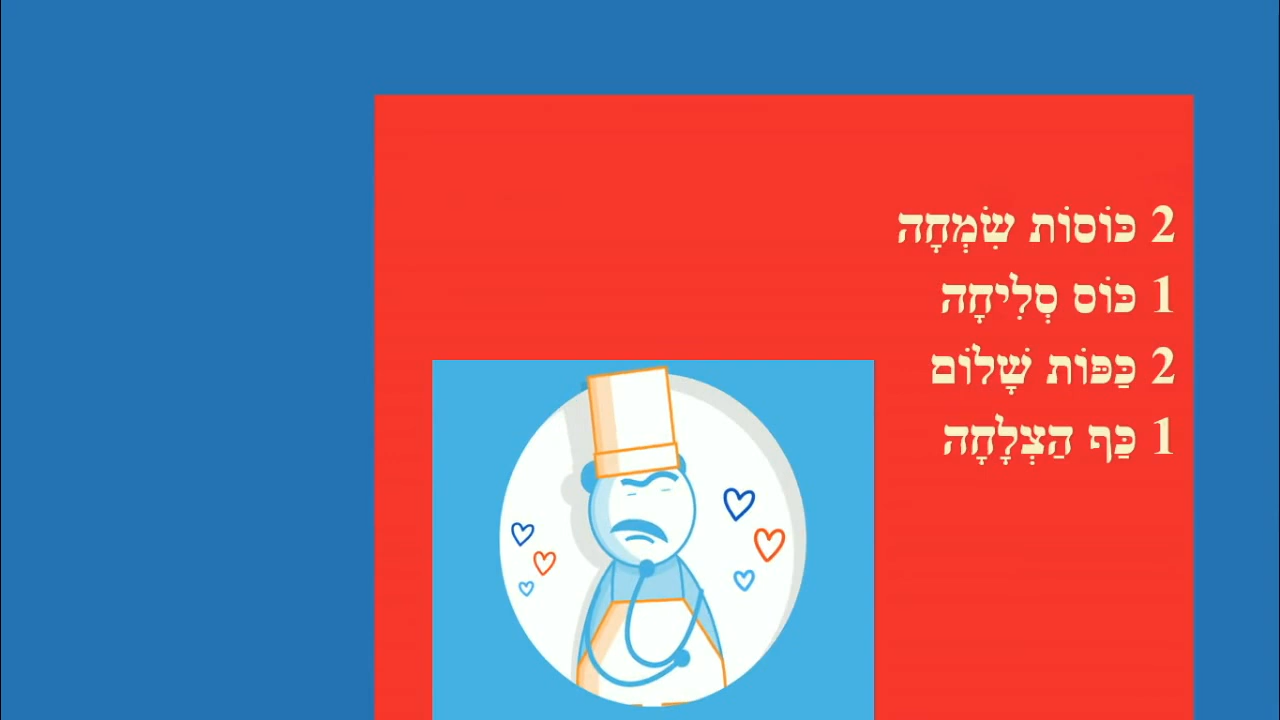 2 כּוֹסוֹת שִׂמְחָה
1 כּוֹס סְלִיחָה
2 כַּפּוֹת שָׁלוֹם
1 כַּף הַצְלָחָה